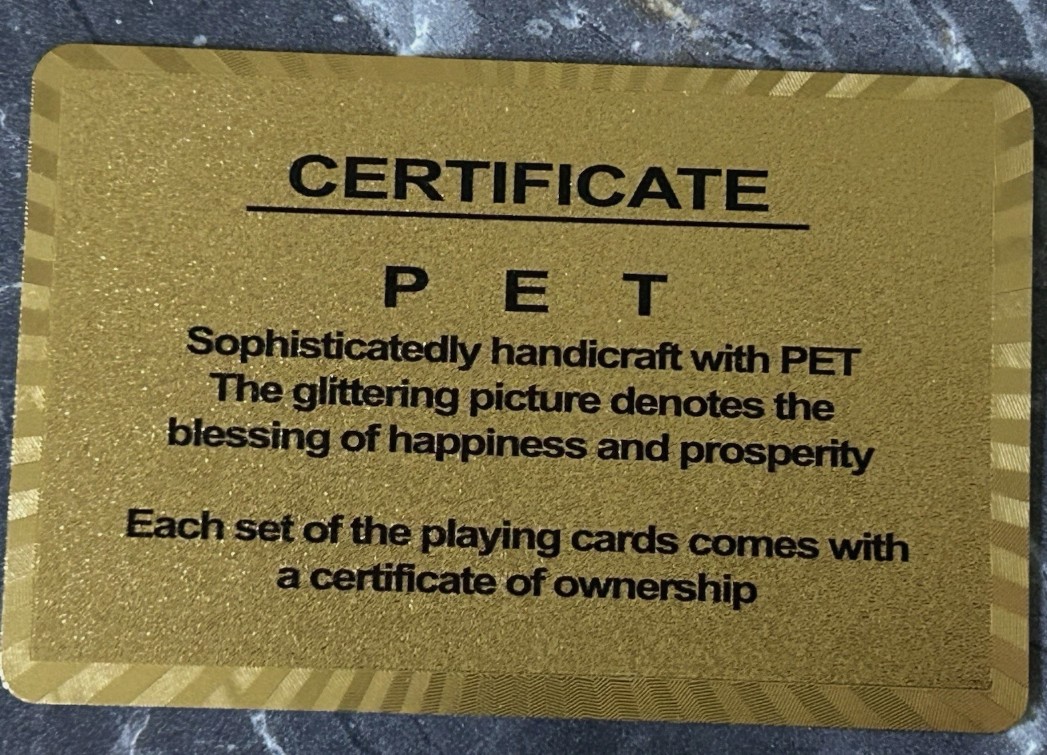 CERTIFICATE
P E T
Sophisticatedly handicraft with PET
The glittering picture denotes the
blessing of happiness and prosperity
Each set of the playing cards comes with
a certificate of ownership